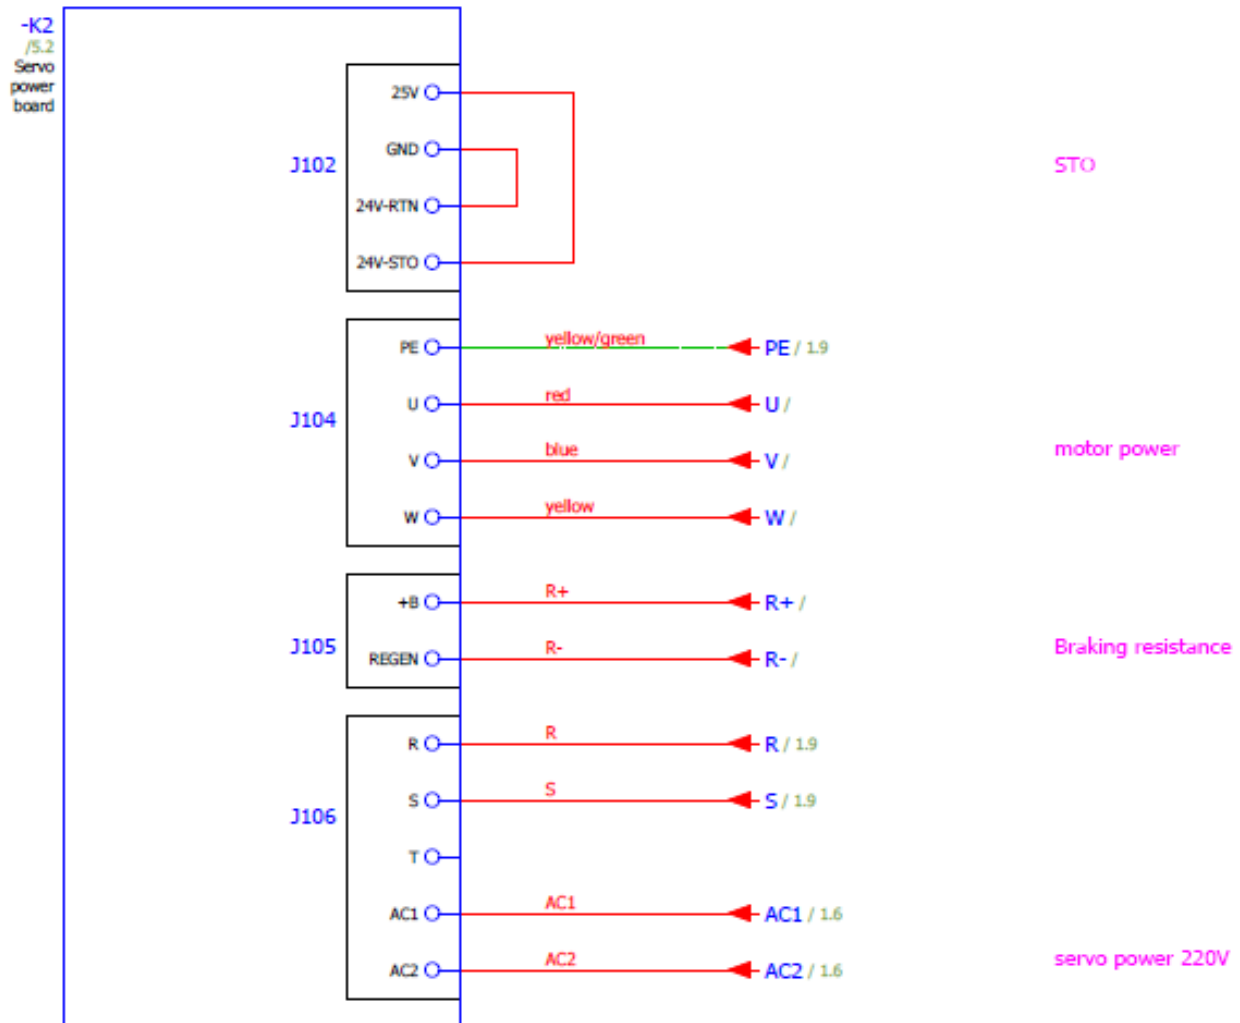 -K2
/5.2
Servo
power
board
J102
25V
GND
24V-RTN
24V-STO
STO
J104
PE
yellow/green
PE / 1.9
U
red
U /
V
blue
V /
motor power
W
yellow
W /
J105
+B
R+
R+ /
REGEN
R-
R- /
Braking resistance
J106
R
R
R / 1.9
S
S
S / 1.9
T
AC1
AC1
AC1 / 1.6
AC2
AC2
AC2 / 1.6
servo power 220V